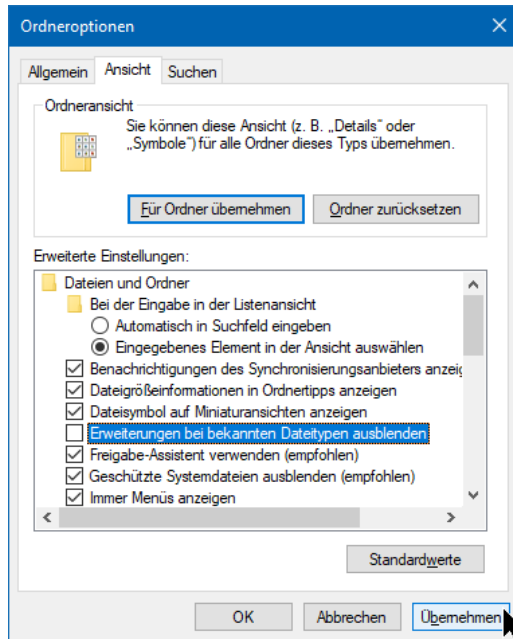 Ordneroptionen
Allgemein Ansicht Suchen
Ordneransicht
Sie können diese Ansicht (z. B. „Details" oder
„Symbole") für alle Ordner dieses Typs übernehmen.
Für Ordner übernehmen Ordner zurücksetzen
Erweiterte Einstellungen:
Dateien und Ordner
Bei der Eingabe in der Listenansicht
Automatisch in Suchfeld eingeben
Eingegebenes Element in der Ansicht auswählen
Benachrichtigungen des Synchronisierungsanbieters anzeig
Dateigrößeinformationen in Ordnertipps anzeigen
Dateisymbol auf Miniaturansichten anzeigen
Erweiterungen bei bekannten Dateitypen ausblenden
Freigabe-Assistent verwenden (empfohlen)
Geschützte Systemdateien ausblenden (empfohlen)
Immer Menüs anzeigen
Standardwerte
OK Abbrechen Übernehmen